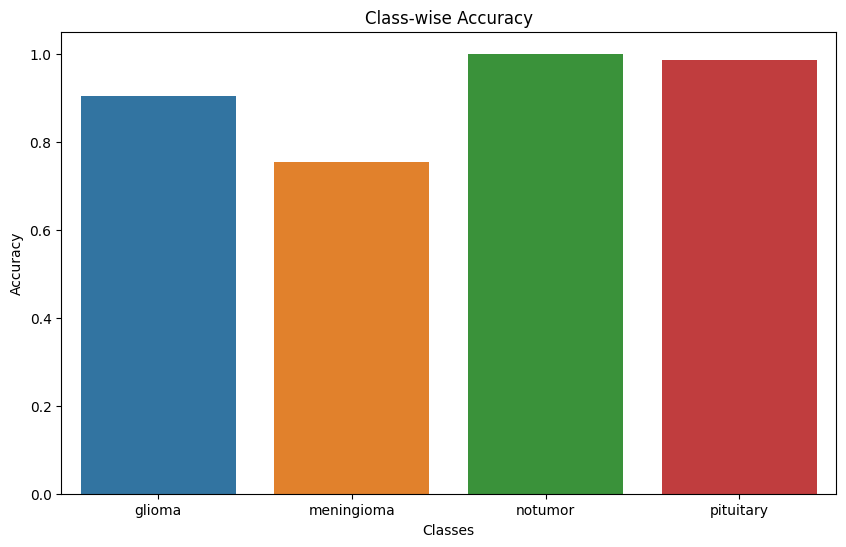 Class-wise Accuracy
Accuracy
1.0
0.8
0.6
0.4
0.2
0.0
glioma
meningioma
notumor
pituitary
Classes